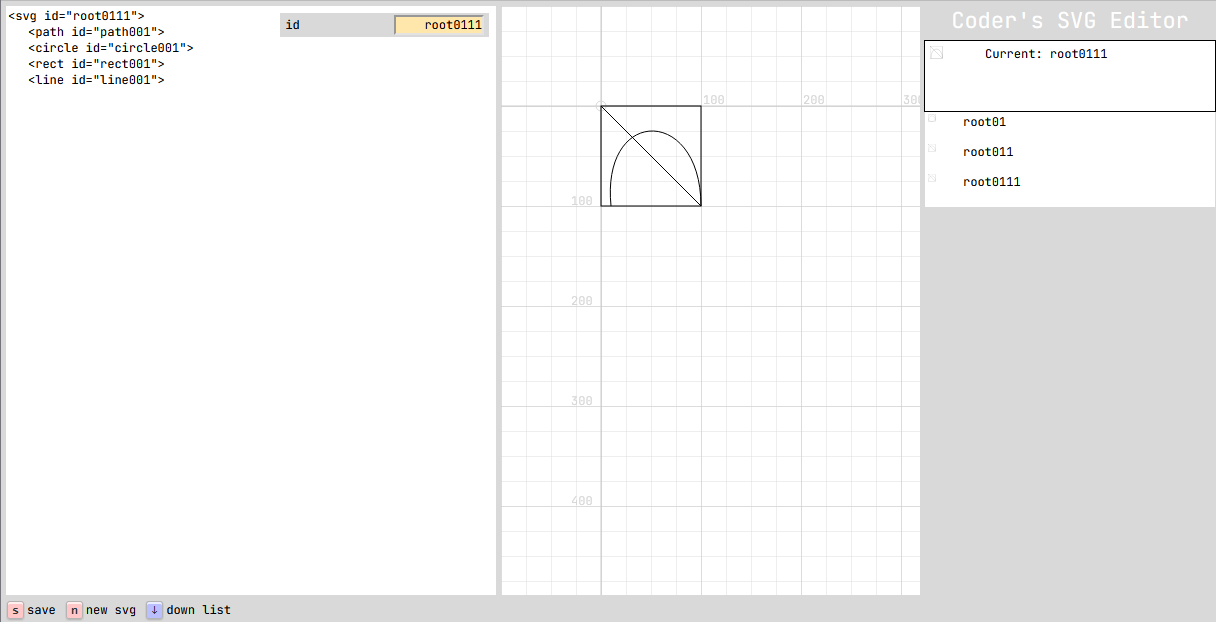 <svg id="root0111">
<path id="path001">
<circle id="circle001">
<rect id="rect001">
<line id="line001">
id root0111
100 200 300
100
200
300
400
Coder's SVG Editor
Current: root0111
root01
root011
root0111
s save n new svg ↓ down list